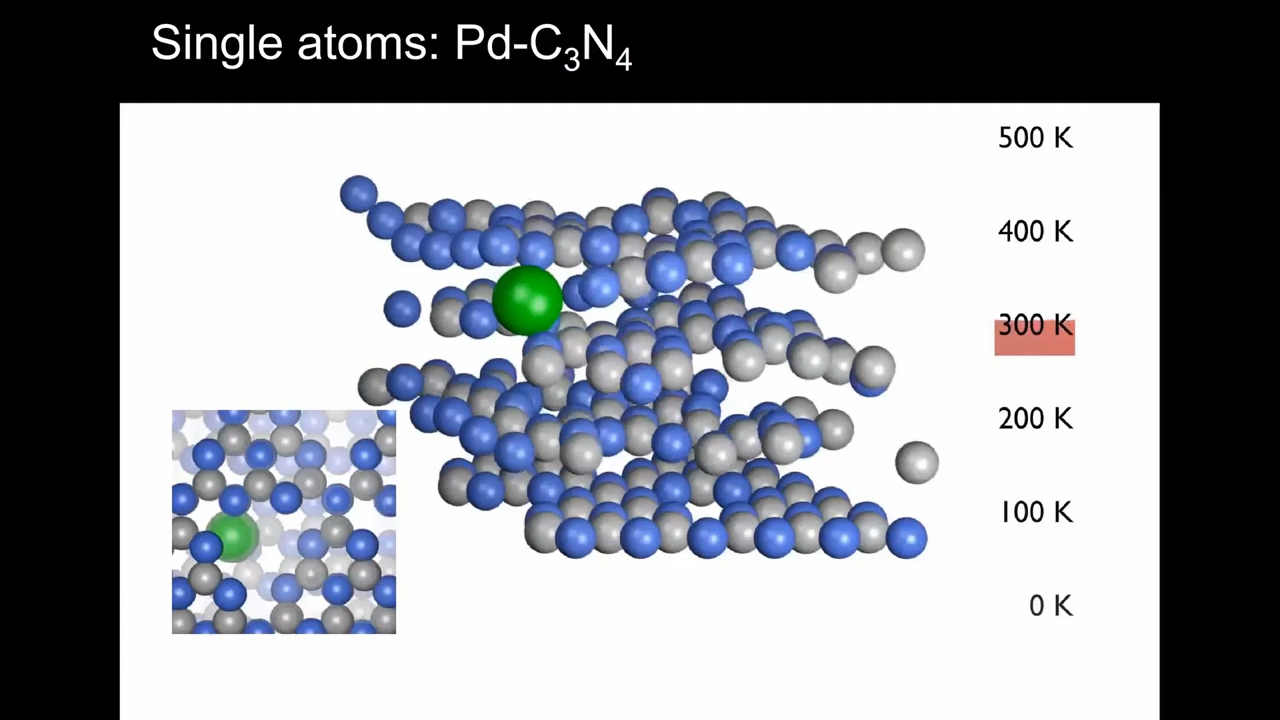 Single atoms: Pd-C₃N₄
500 K
400 K
300 K
200 K
100 K
0 K